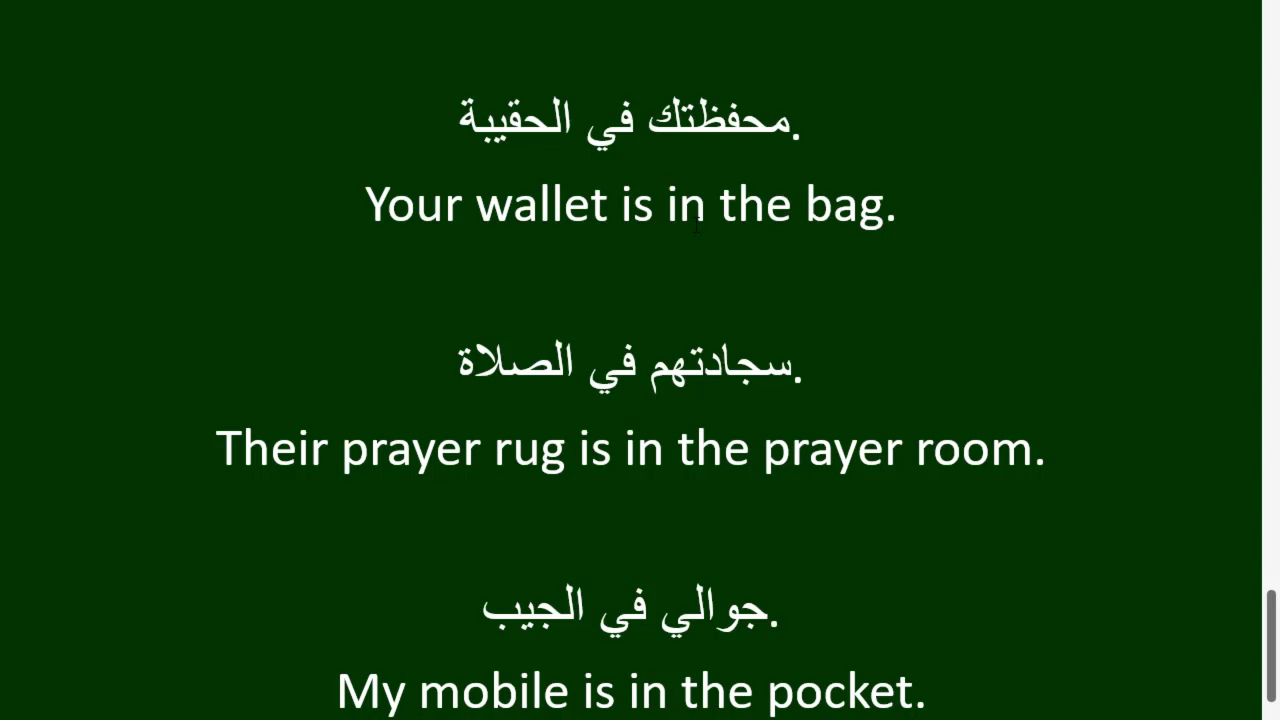 محفظتك في الحقيبة.
Your wallet is in the bag.
سجادتهم في الصلاة.
Their prayer rug is in the prayer room.
جوالي في الجيب.
My mobile is in the pocket.